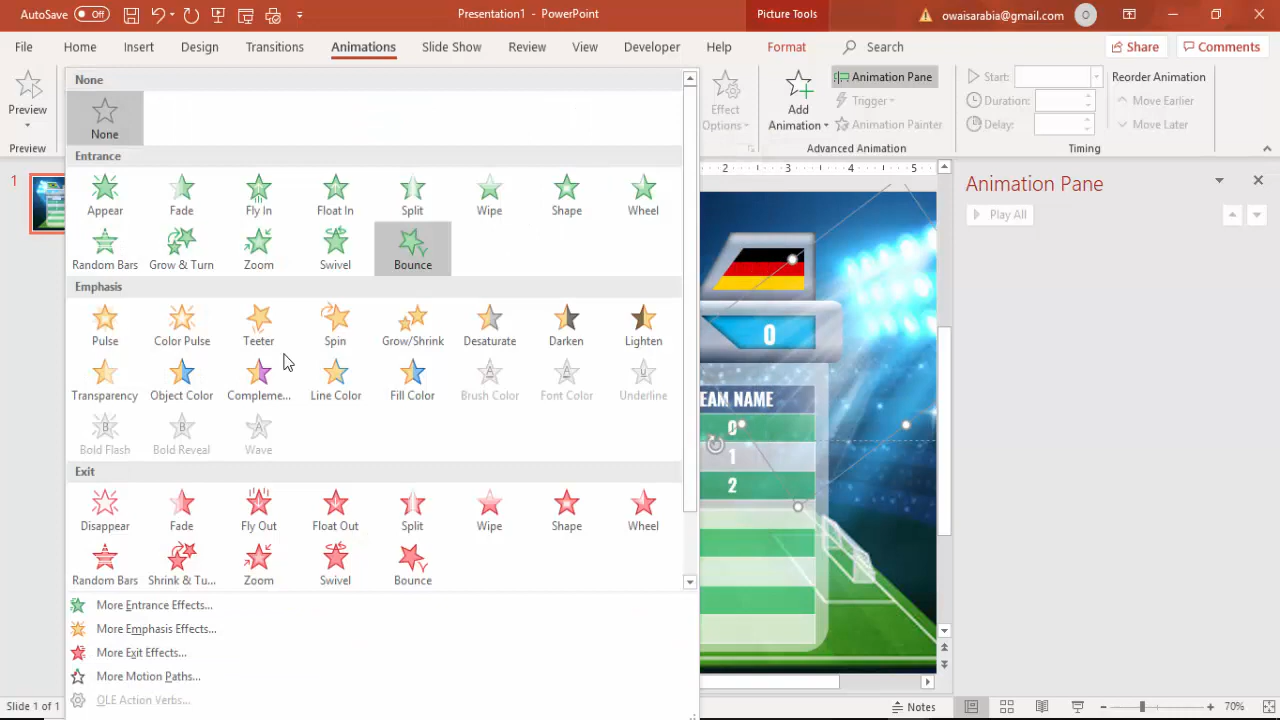 AutoSave Off Presentation1 - PowerPoint Picture Tools owaisarabia@gmail.com O
File Home Insert Design Transitions Animations Slide Show Review View Developer Help Format Search Share Comments
Preview
Preview
None
None
Entrance
Appear Fade Fly In Float In Split Wipe Shape Wheel
Random Bars Grow & Turn Zoom Swivel Bounce
Emphasis
Pulse Color Pulse Teeter Spin Grow/Shrink Desaturate Darken Lighten
Transparency Object Color Compleme... Line Color Fill Color Brush Color Font Color Underline
Bold Flash Bold Reveal Wave
Exit
Disappear Fade Fly Out Float Out Split Wipe Shape Wheel
Random Bars Shrink & Tu... Zoom Swivel Bounce
More Entrance Effects...
More Emphasis Effects...
More Exit Effects...
More Motion Paths...
OLE Action Verbs...
Effect
Options
Add
Animation
Animation Pane
Trigger
Animation Painter
Advanced Animation
Start:
Duration:
Delay:
Reorder Animation
Move Earlier
Move Later
Timing
2 3 4 5
1
0
EAM NAME
0
1
2
Animation Pane
Play All
Slide 1 of 1
Notes
70%